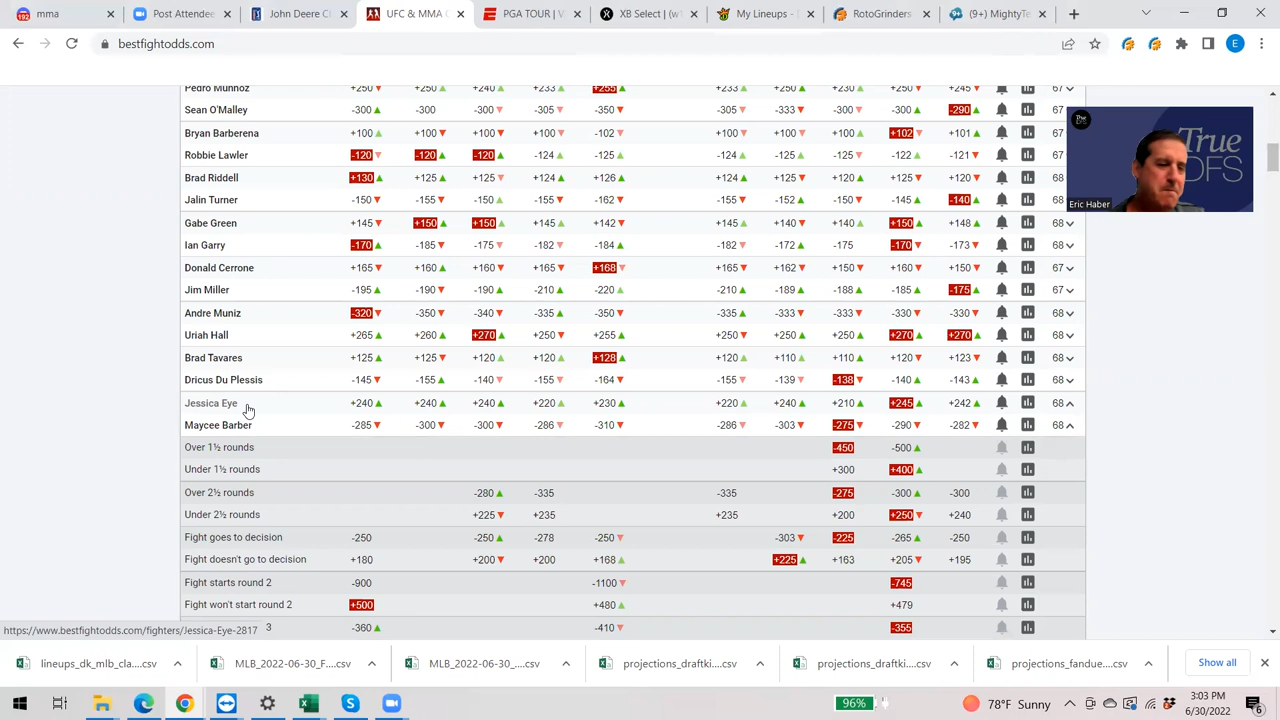 mma
Post Attendee
John Deere Cl
UFC & MMA O
PGA TOUR | V
XB Select | (w1
My Lineups -
RotoGrinders
(9+) MightyTe
bestfightodds.com
Pedro Munhoz +250 +250 +240 +233 +255 +233 +250 +230 +250 +245 67
Sean O'Malley -300 -300 -300 -305 -350 -305 -333 -300 -300 -290 67
Bryan Barberena +100 +100 +100 +100 -102 +100 +100 +100 +102 +101 67
Robbie Lawler -120 -120 -120 -124 -125 -124 -125 -125 -122 -121 67
Brad Riddell +130 +125 +125 +124 +126 +124 +125 +120 +125 +120 68
Jalin Turner -150 -155 -150 -155 -162 -155 -152 -150 -145 -140 68
Gabe Green +145 +150 +150 +145 +142 +145 +140 +140 +150 +148 68
Ian Garry -170 -185 -175 -182 -184 -182 -172 -175 -170 -173 68
Donald Cerrone +165 +160 +160 +165 +168 +165 +162 +150 +160 +150 67
Jim Miller -195 -190 -190 -210 -220 -210 -189 -188 -185 -175 67
Andre Muniz -320 -350 -340 -335 -350 -335 -333 -333 -330 -330 68
Uriah Hall +265 +260 +270 +250 +255 +250 +250 +250 +270 +270 68
Brad Tavares +125 +125 +120 +120 +128 +120 +110 +110 +120 +123 68
Dricus Du Plessis -145 -155 -140 -155 -164 -155 -139 -138 -140 -143 68
Jessica Eye +240 +240 +240 +220 +230 +220 +240 +210 +245 +242 68
Maycee Barber -285 -300 -300 -286 -310 -286 -303 -275 -290 -282 68
Over 1½ rounds -450 -500
Under 1½ rounds +300 +400
Over 2½ rounds -280 -335 -335 -275 -300 -300
Under 2½ rounds +225 +235 +235 +200 +250 +240
Fight goes to decision -250 -250 -278 -250 -303 -225 -265 -250
Fight doesn't go to decision +180 +200 +200 +168 +225 +163 +205 +195
Fight starts round 2 -900 -1100 -745
Fight won't start round 2 +500 +480 +479
3 -360 -410 -355
https://www.bestfightodds.com/fighters/Jessica-Eye-2817
True
DFS
Eric Haber
lineups_dk_mlb_cla....csv
MLB_2022-06-30_F....csv
MLB_2022-06-30_....csv
projections_draftki....csv
projections_draftki....csv
projections_fandue....csv
Show all
96%
78°F Sunny
3:03 PM
6/30/2022
6